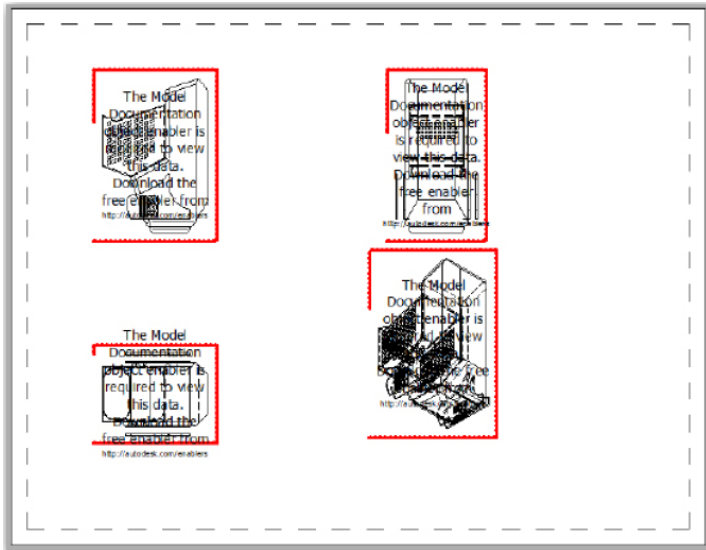 The Model
Documentation
object enabler is
required to view
this data.
Download the
free enabler from
http://autodesk.com/enablers
The Model
Documentation
object enabler
is required to
view this data.
Download the
free enabler
from
http://autodesk.com/enablers
The Model
Documentation
object enabler is
required to view
this data.
Download the
free enabler from
http://autodesk.com/enablers
The Model
Documentation
object enabler is
to view
free